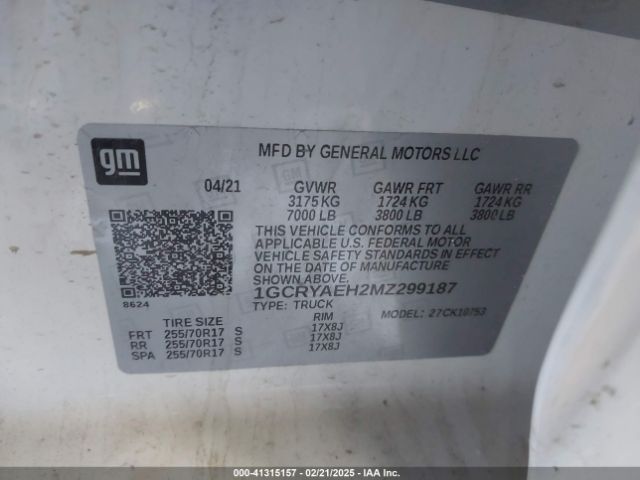 gm
MFD BY GENERAL MOTORS LLC
04/21 GVWR GAWR FRT GAWR RR
3175 KG 1724 KG 1724 KG
7000 LB 3800 LB 3800 LB
THIS VEHICLE CONFORMS TO ALL
APPLICABLE U.S. FEDERAL MOTOR
VEHICLE SAFETY STANDARDS IN EFFECT
ON THE DATE OF MANUFACTURE
SHOWN ABOVE.
1GCRYAEH2MZ299187
TYPE: TRUCK MODEL: 27CK10753
8624
TIRE SIZE RIM
FRT 255/70R17 S 17X8J
RR 255/70R17 S 17X8J
SPA 255/70R17 S 17X8J
000-41315157 - 02/21/2025 - IAA Inc.